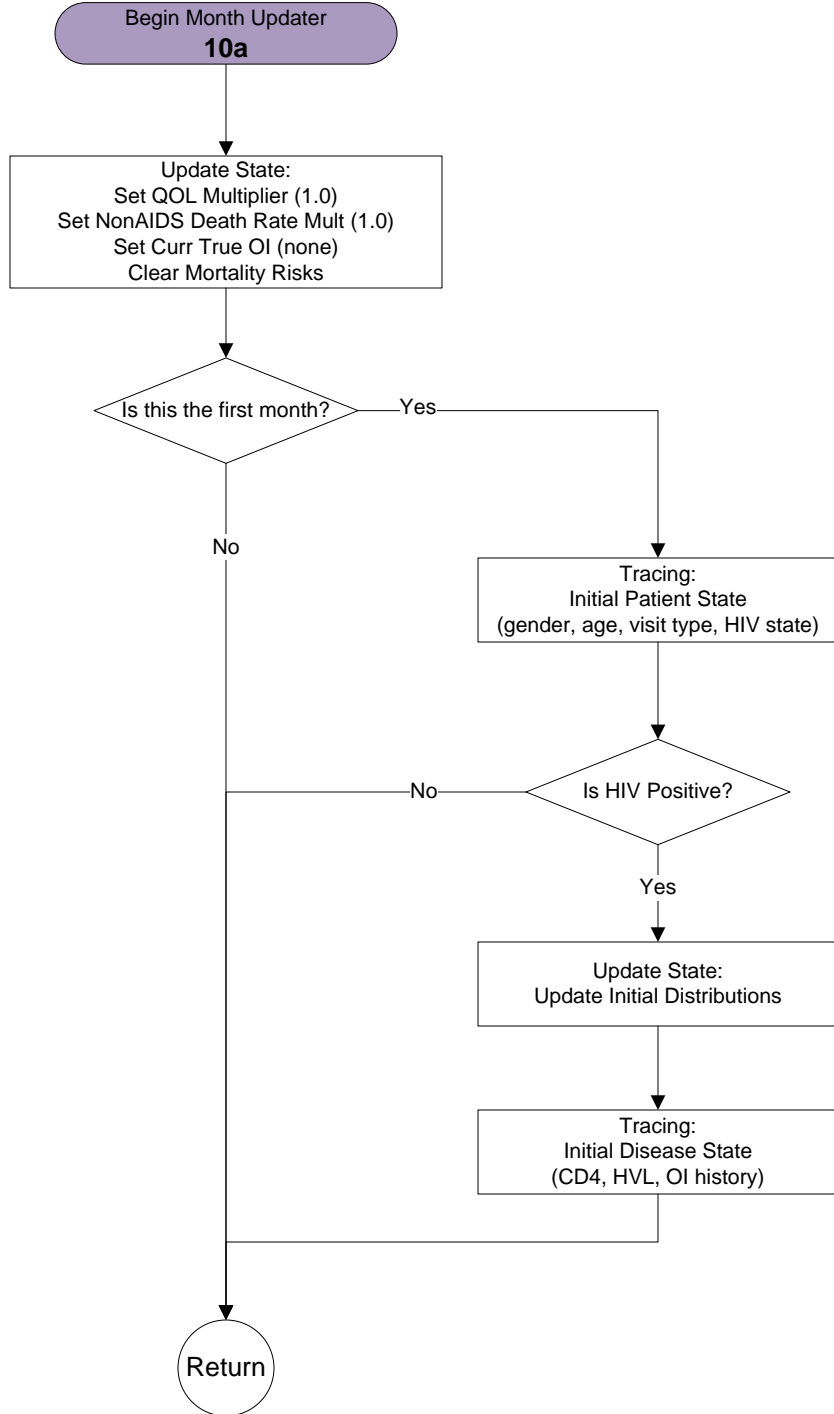 Begin Month Updater
10a
Update State:
Set QOL Multiplier (1.0)
Set NonAIDS Death Rate Mult (1.0)
Set Curr True OI (none)
Clear Mortality Risks
Is this the first month?
Yes
No
Tracing:
Initial Patient State
(gender, age, visit type, HIV state)
No
Is HIV Positive?
Yes
Update State:
Update Initial Distributions
Tracing:
Initial Disease State
(CD4, HVL, OI history)
Return